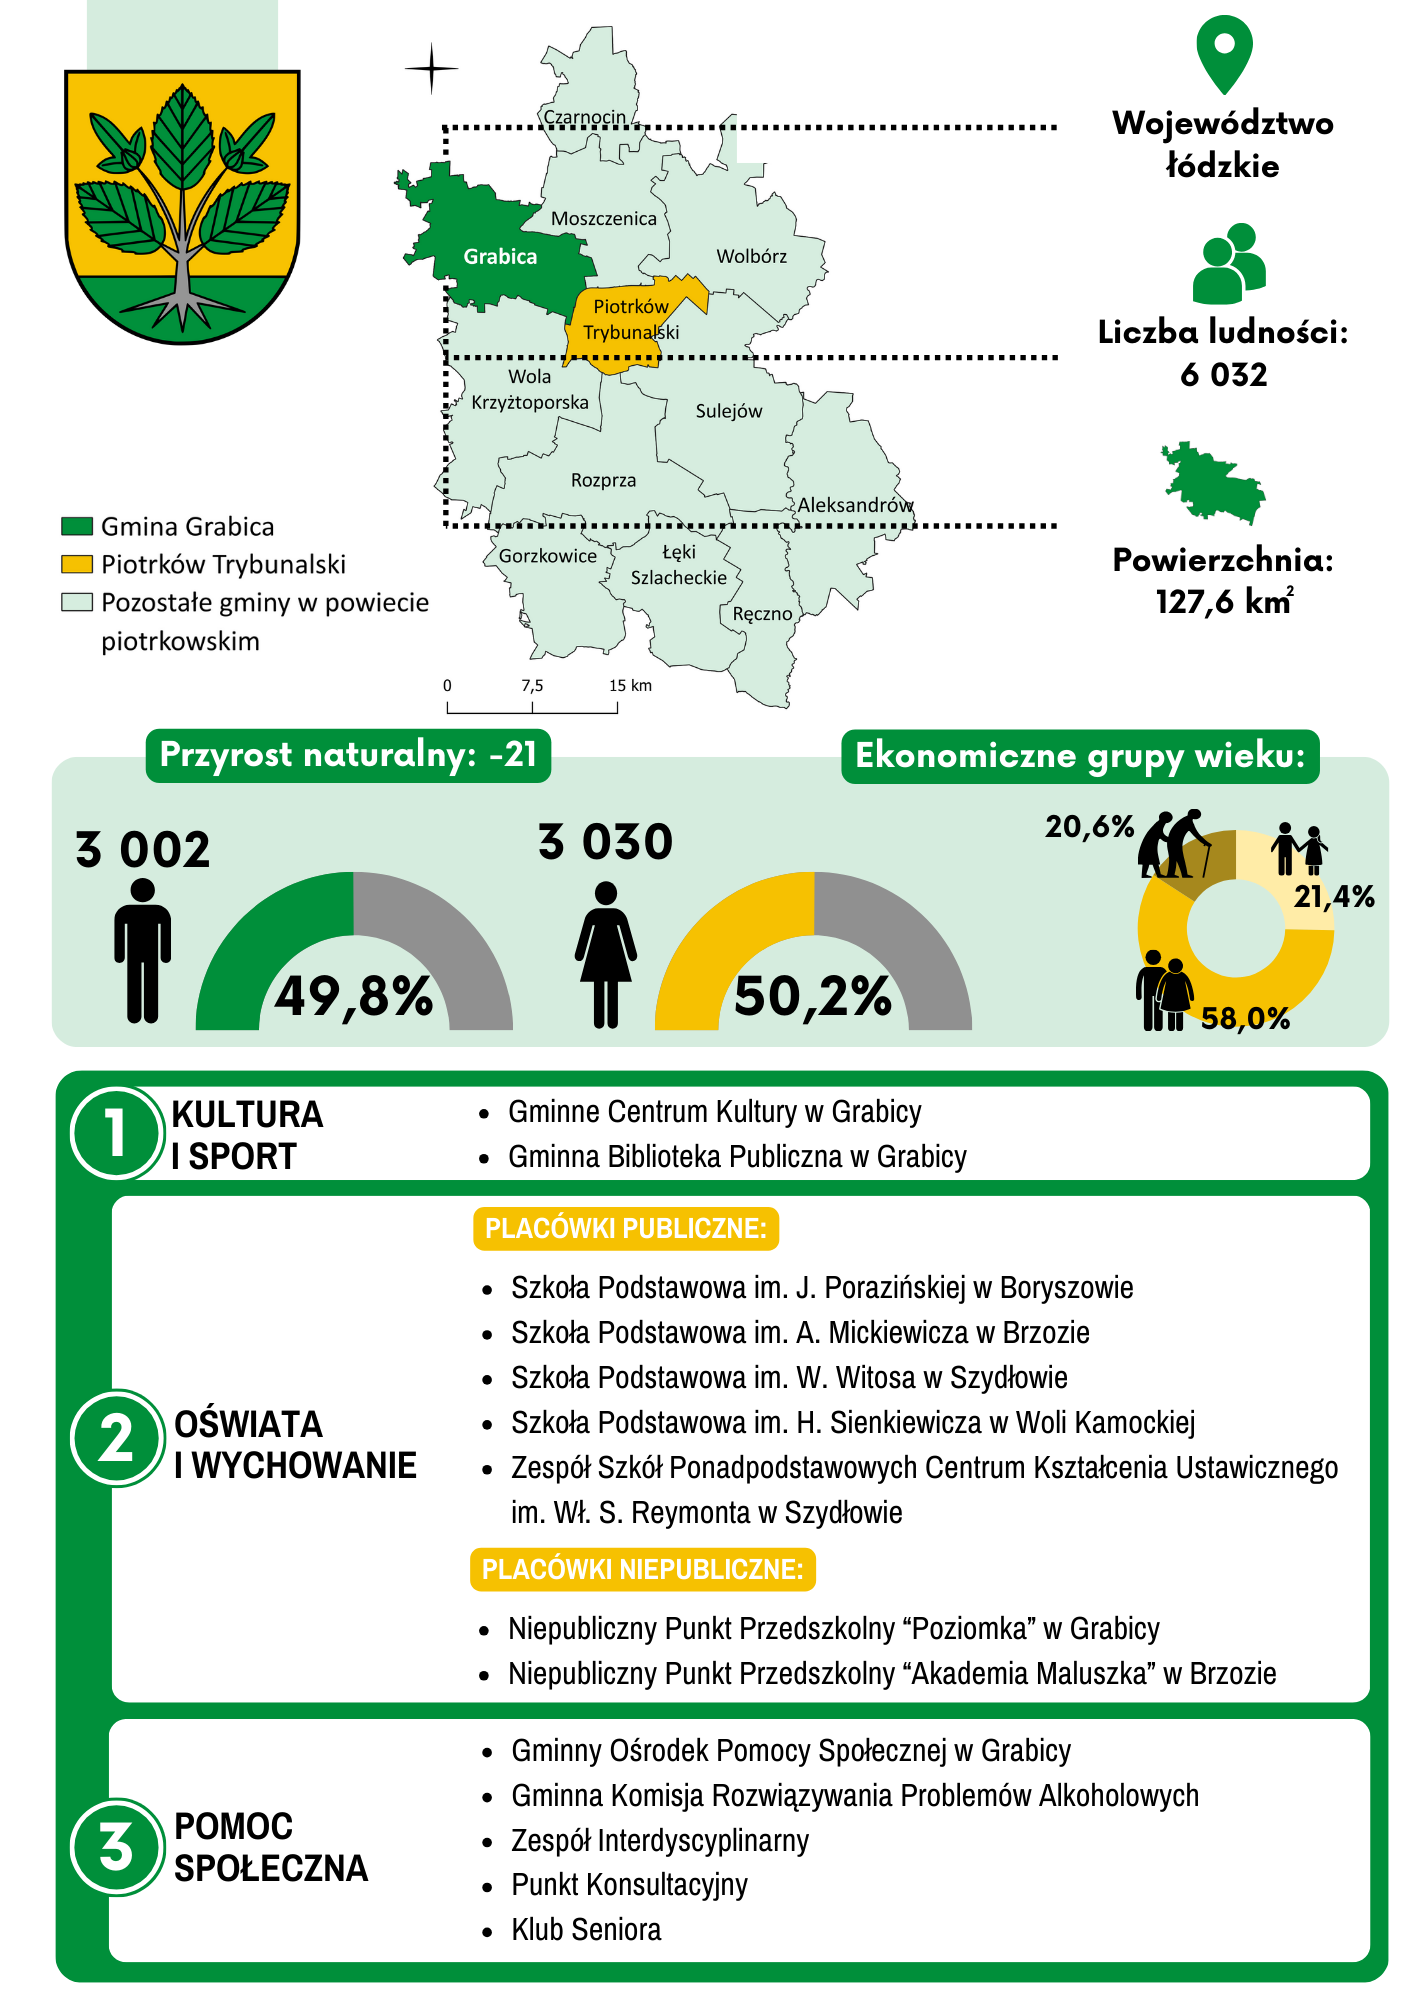 Czarnocin
Moszczenica
Grabica
Wolbórz
Piotrków
Trybunalski
Wola
Krzyżtoporska
Sulejów
Rozprza
Aleksandrów
Gorzkowice
Łęki
Szlacheckie
Ręczno
0 7,5 15 km
Województwo
łódzkie
Liczba ludności:
6 032
Powierzchnia:
127,6 km²
Gmina Grabica
Piotrków Trybunalski
Pozostałe gminy w powiecie
piotrkowskim
Przyrost naturalny: -21
3 002
49,8%
3 030
50,2%
Ekonomiczne grupy wieku:
20,6%
21,4%
58,0%
1
KULTURA
I SPORT
• Gminne Centrum Kultury w Grabicy
• Gminna Biblioteka Publiczna w Grabicy
2
OŚWIATA
I WYCHOWANIE
PLACÓWKI PUBLICZNE:
• Szkoła Podstawowa im. J. Porazińskiej w Boryszowie
• Szkoła Podstawowa im. A. Mickiewicza w Brzozie
• Szkoła Podstawowa im. W. Witosa w Szydłowie
• Szkoła Podstawowa im. H. Sienkiewicza w Woli Kamockiej
• Zespół Szkół Ponadpodstawowych Centrum Kształcenia Ustawicznego
im. Wł. S. Reymonta w Szydłowie
PLACÓWKI NIEPUBLICZNE:
• Niepubliczny Punkt Przedszkolny “Poziomka” w Grabicy
• Niepubliczny Punkt Przedszkolny “Akademia Maluszka” w Brzozie
3
POMOC
SPOŁECZNA
• Gminny Ośrodek Pomocy Społecznej w Grabicy
• Gminna Komisja Rozwiązywania Problemów Alkoholowych
• Zespół Interdyscyplinarny
• Punkt Konsultacyjny
• Klub Seniora